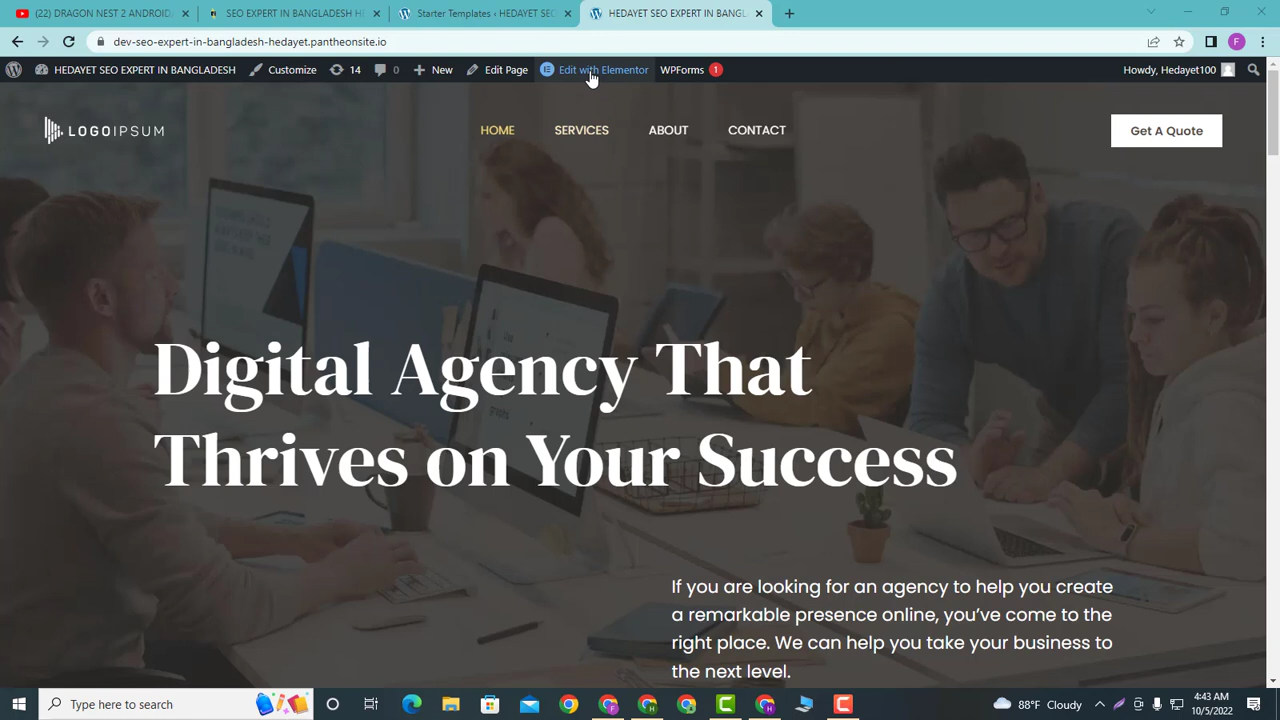 (22) DRAGON NEST 2 ANDROID
SEO EXPERT IN BANGLADESH H
Starter Templates ‹ HEDAYET SEO
HEDAYET SEO EXPERT IN BANGL
dev-seo-expert-in-bangladesh-hedayet.pantheonsite.io
F
HEDAYET SEO EXPERT IN BANGLADESH
Customize
14
0
New
Edit Page
Edit with Elementor
WPForms 1
Howdy, Hedayet100
LOGOIPSUM
HOME
SERVICES
ABOUT
CONTACT
Get A Quote
Digital Agency That
Thrives on Your Success
If you are looking for an agency to help you create
a remarkable presence online, you've come to the
right place. We can help you take your business to
the next level.
Type here to search
88°F Cloudy
4:43 AM
10/5/2022